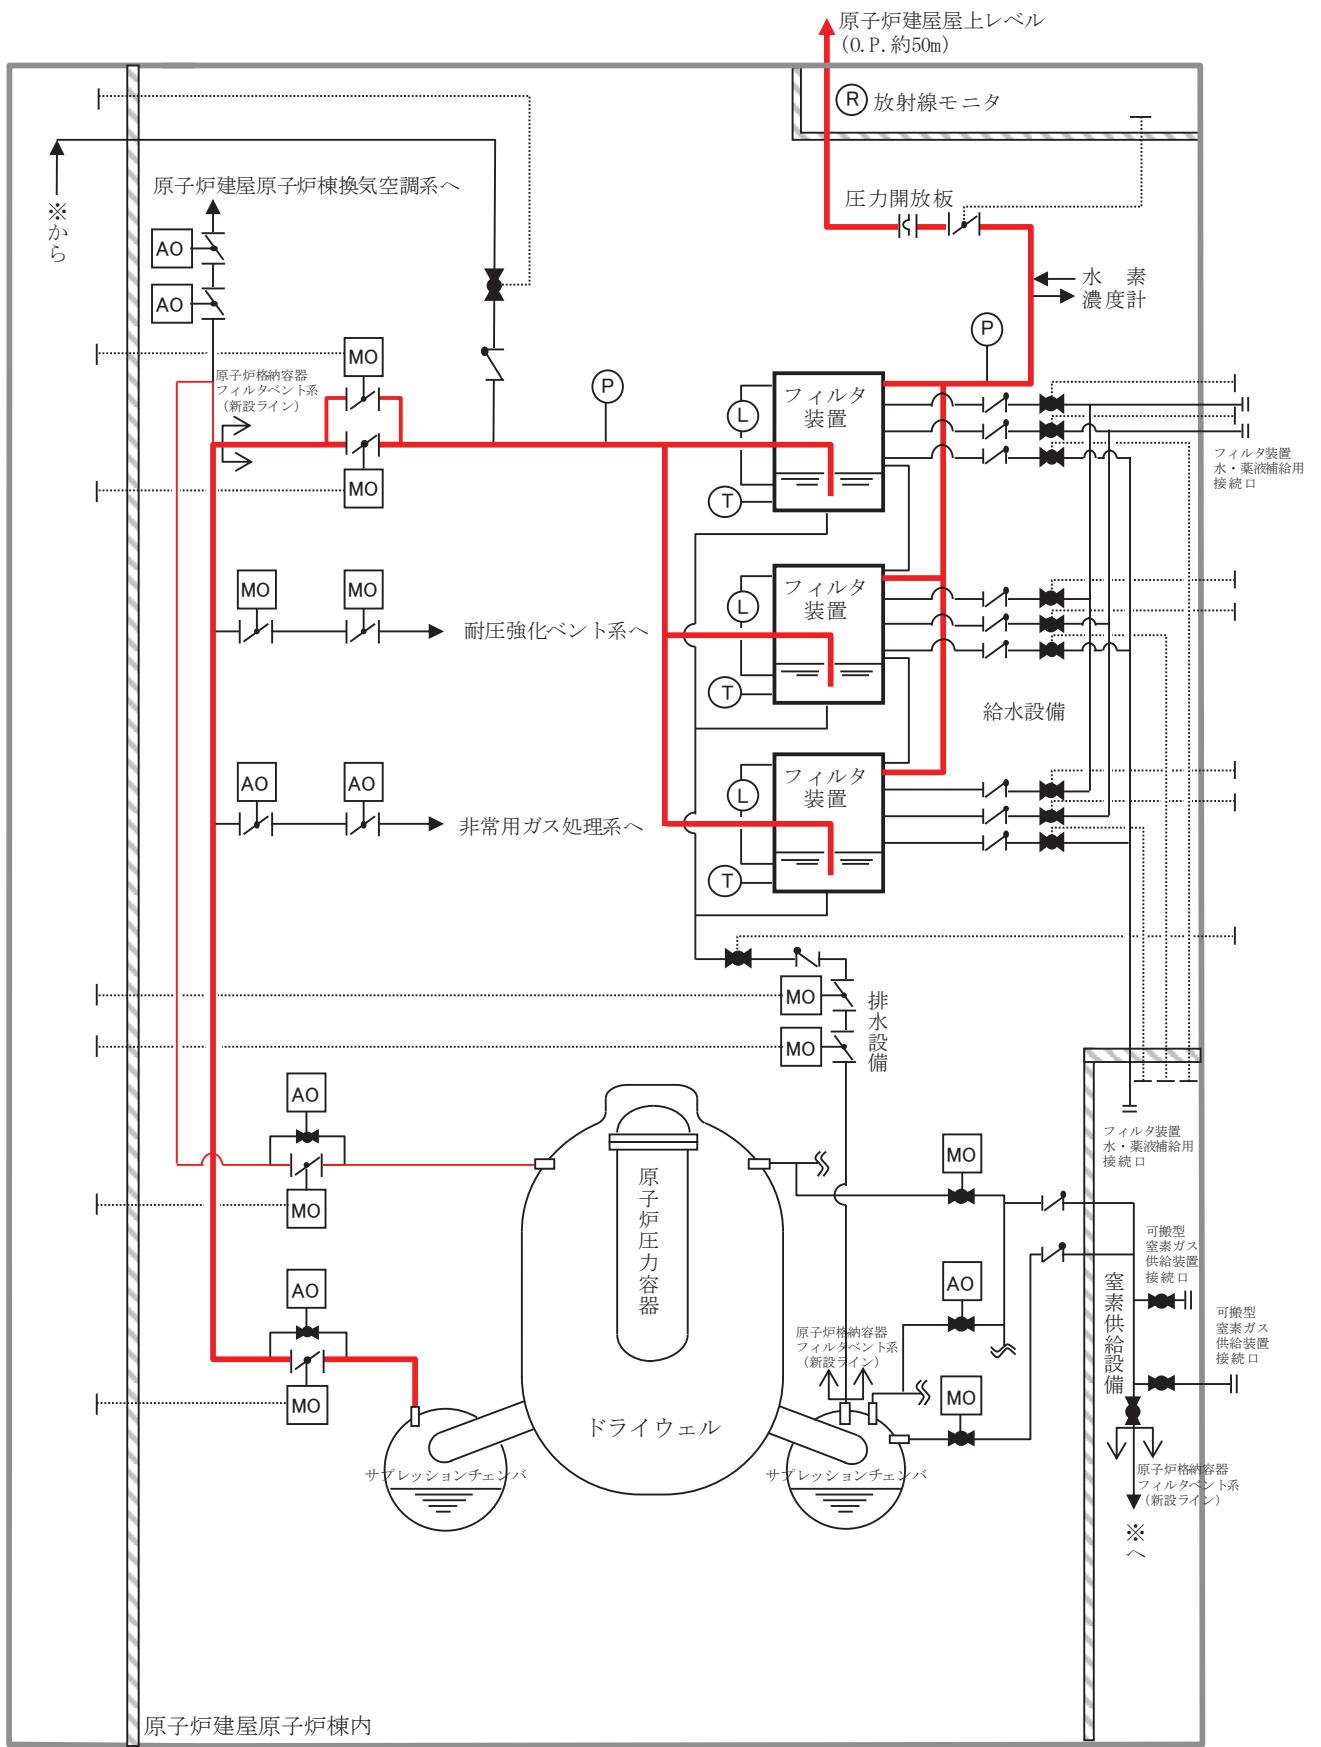 原子炉建屋屋上レベル
(O.P.約50m)
R
放射線モニタ
原子炉建屋原子炉棟換気空調系へ
圧力開放板
※から
AO
AO
水素
濃度計
P
MO
原子炉格納容器
フィルタベント系
(新設ライン)
P
MO
フィルタ
装置
L
T
フィルタ装置
水・薬液補給用
接続口
MO
MO
耐圧強化ベント系へ
フィルタ
装置
L
T
給水設備
AO
AO
非常用ガス処理系へ
フィルタ
装置
L
T
MO
MO
排水設備
AO
MO
原子炉圧力容器
フィルタ装置
水・薬液補給用
接続口
MO
可搬型
窒素ガス
供給装置
接続口
AO
MO
AO
窒素供給設備
可搬型
窒素ガス
供給装置
接続口
原子炉格納容器
フィルタベント系
(新設ライン)
MO
ドライウェル
サプレッションチェンバ
サプレッションチェンバ
原子炉格納容器
フィルタベント系
(新設ライン)
※へ
原子炉建屋原子炉棟内